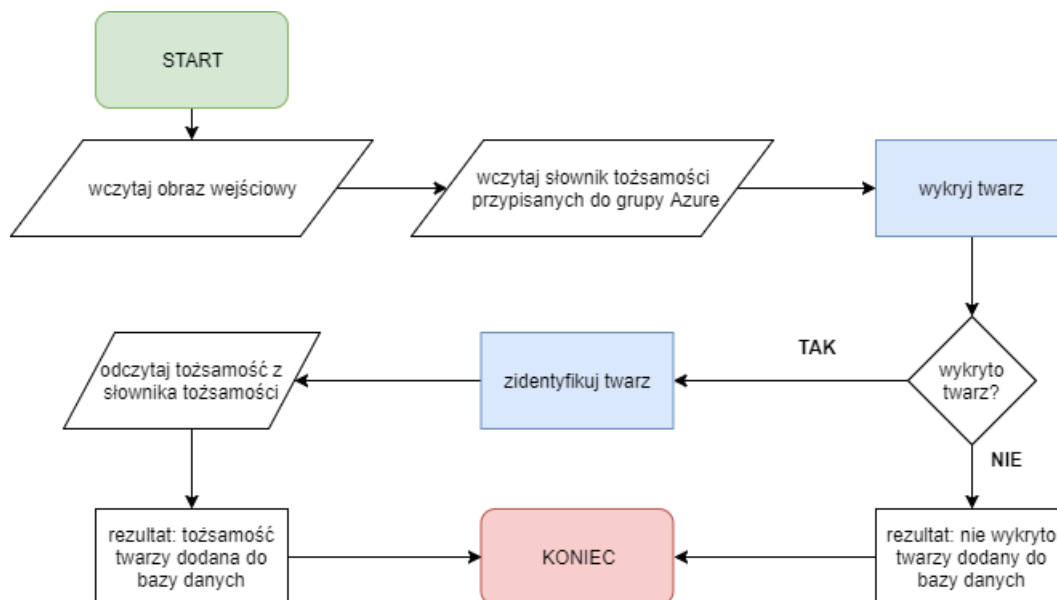 START
wczytaj obraz wejściowy
wczytaj słownik tożsamości
przypisanych do grupy Azure
wykryj twarz
wykryto
twarz?
TAK
zidentyfikuj twarz
odczytaj tożsamość z
słownika tożsamości
NIE
rezultat: tożsamość
twarzy dodana do
bazy danych
KONIEC
rezultat: nie wykryto
twarzy dodany do
bazy danych